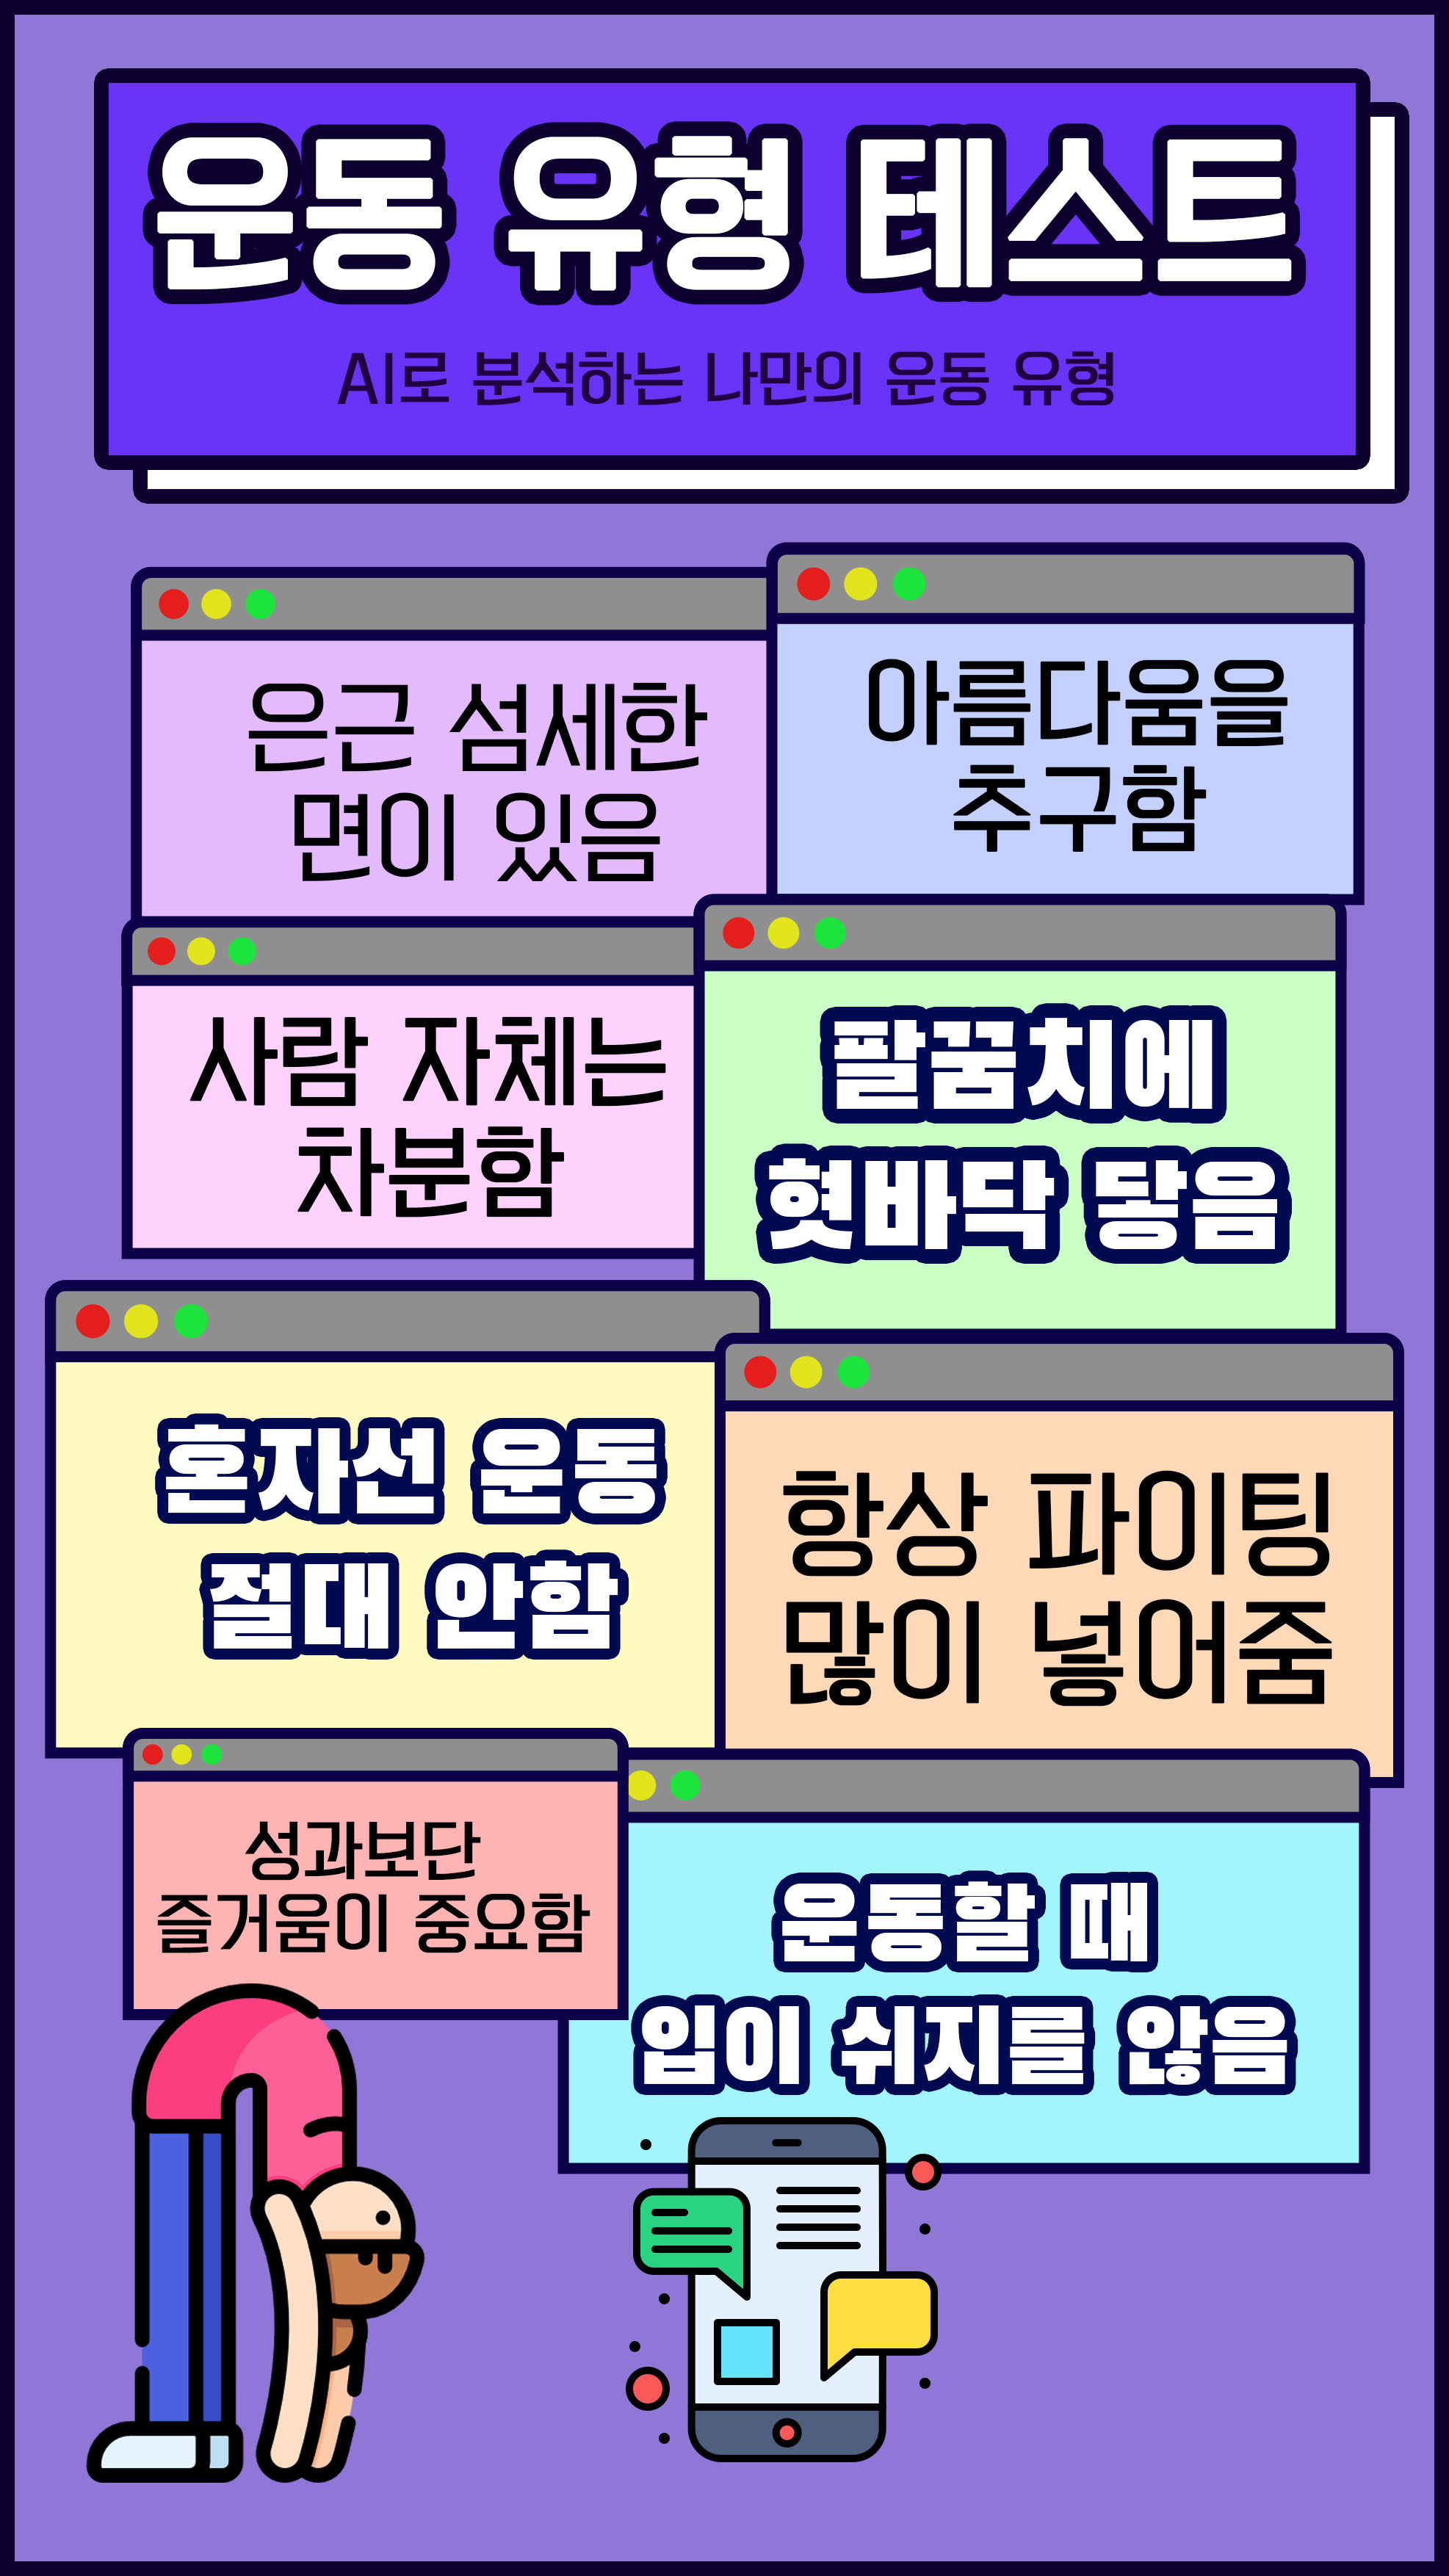 운동 유형 테스트
AI로 분석하는 나만의 운동 유형
은근 섬세한
면이 있음
아름다움을
추구함
사람 자체는
차분함
팔꿈치에
혓바닥 닿음
혼자선 운동
절대 안함
항상 파이팅
많이 넣어줌
성과보단
즐거움이 중요함
운동할 때
입이 쉬지를 않음